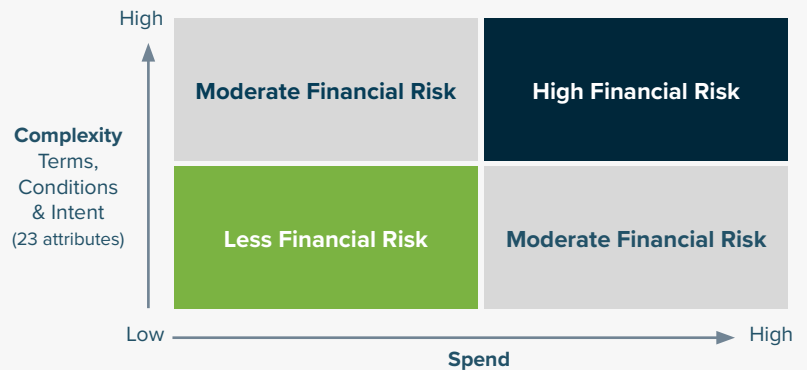 High
Moderate Financial Risk
High Financial Risk
Complexity
Terms,
Conditions
& Intent
(23 attributes)
Less Financial Risk
Moderate Financial Risk
Low
High
Spend